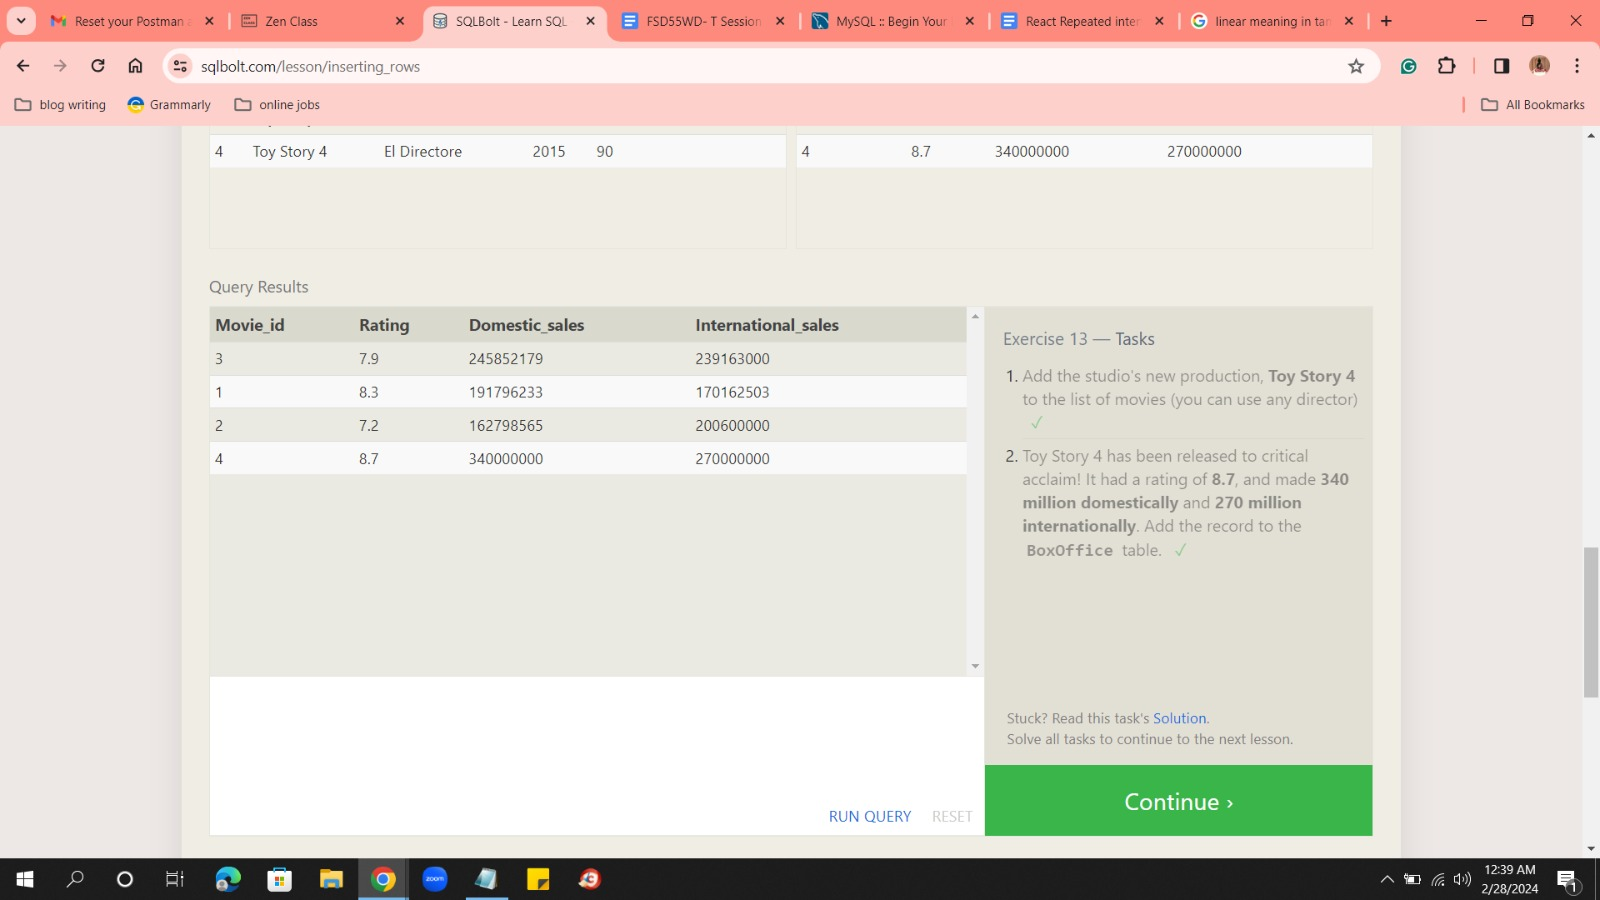 Reset your Postman a
Zen Class
SQLBolt - Learn SQL
FSD55WD- T Session
MySQL :: Begin Your
React Repeated inter
linear meaning in tam
sqlbolt.com/lesson/inserting_rows
blog writing
Grammarly
online jobs
All Bookmarks
4 Toy Story 4 El Directore 2015 90
4 8.7 340000000 270000000
Query Results
Movie_id Rating Domestic_sales International_sales
3 7.9 245852179 239163000
1 8.3 191796233 170162503
2 7.2 162798565 200600000
4 8.7 340000000 270000000
Exercise 13 — Tasks
1. Add the studio's new production, Toy Story 4
to the list of movies (you can use any director)
✓
2. Toy Story 4 has been released to critical
acclaim! It had a rating of 8.7, and made 340
million domestically and 270 million
internationally. Add the record to the
BoxOffice table. ✓
Stuck? Read this task's Solution.
Solve all tasks to continue to the next lesson.
RUN QUERY RESET
Continue ›
zoom
12:39 AM
2/28/2024
1